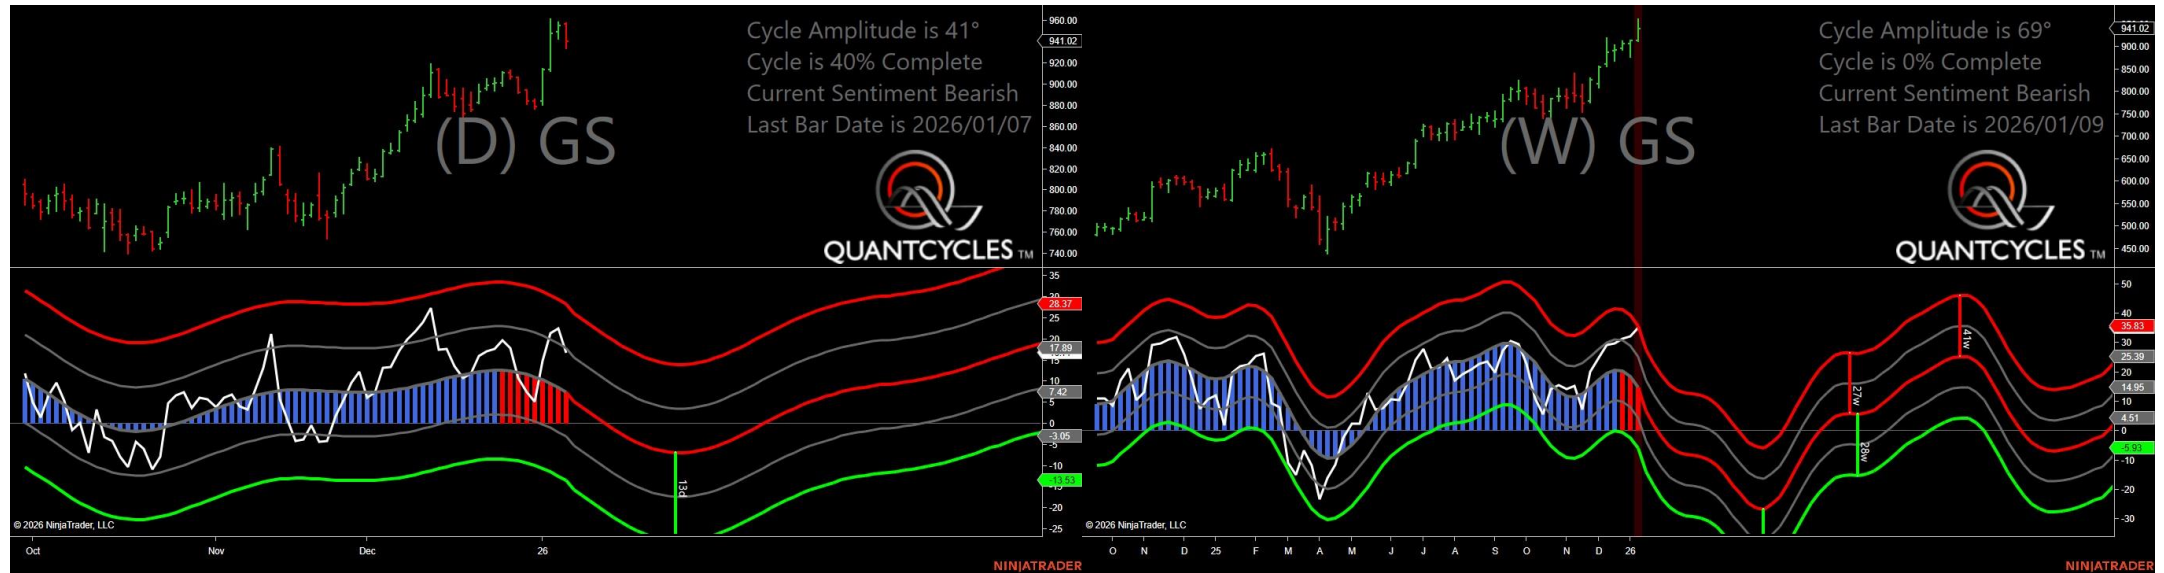 Cycle Amplitude is 41°
Cycle is 40% Complete
Current Sentiment Bearish
Last Bar Date is 2026/01/07
(D) GS
QUANTCYCLES TM
960.00
941.02
920.00
900.00
880.00
860.00
840.00
820.00
800.00
780.00
760.00
740.00
35
28.37
25
20
17.89
15
10
7.42
5
0
-3.05
-5
-10
-13.53
-20
-25
13d
© 2026 NinjaTrader, LLC
Oct
Nov
Dec
26
NINJATRADER
Cycle Amplitude is 69°
Cycle is 0% Complete
Current Sentiment Bearish
Last Bar Date is 2026/01/09
(W) GS
QUANTCYCLES TM
941.02
900.00
850.00
800.00
750.00
700.00
650.00
600.00
550.00
500.00
450.00
50
40
35.83
30
25.39
20
14.95
10
4.51
0
-5.93
-10
-20
-30
27w
28w
41w
© 2026 NinjaTrader, LLC
O
N
D
25
F
M
A
M
J
J
A
S
O
N
D
26
NINJATRADER